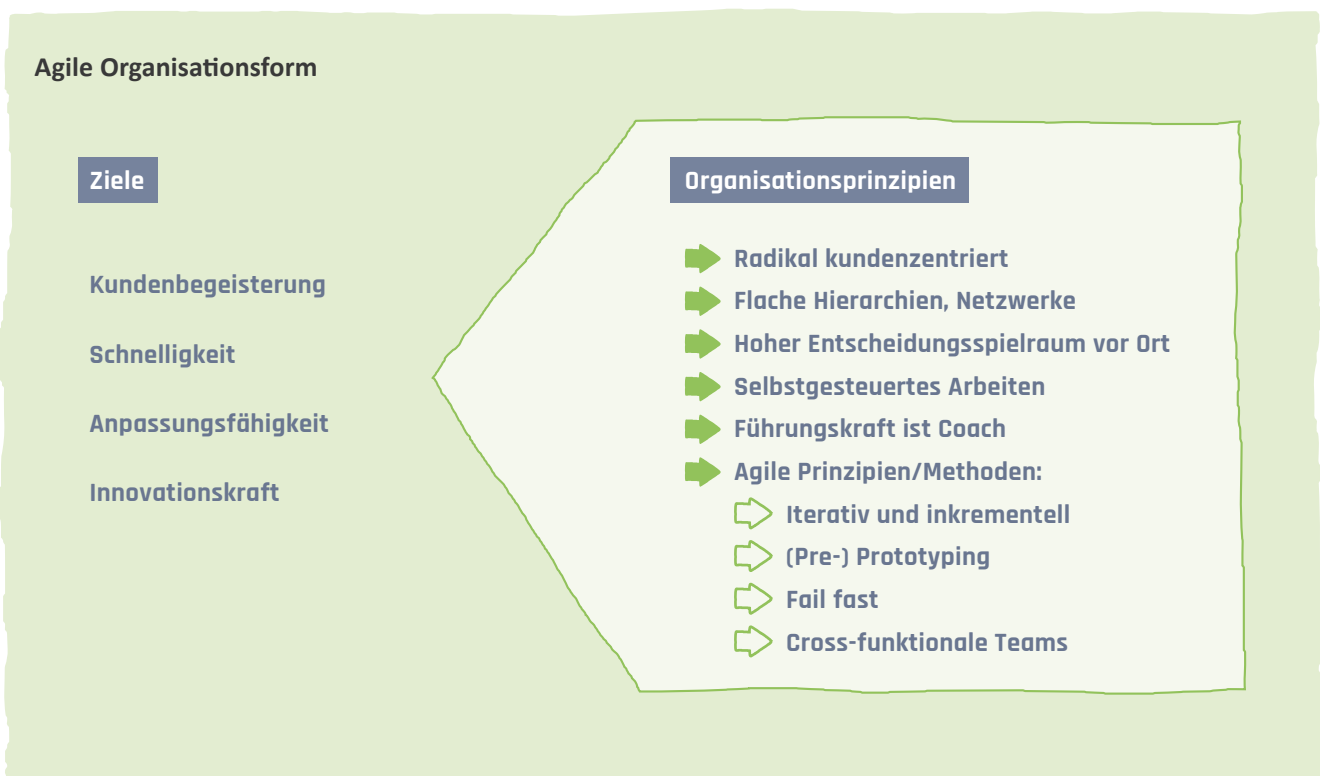 Agile Organisationsform
Ziele
Kundenbegeisterung
Schnelligkeit
Anpassungsfähigkeit
Innovationskraft
Organisationsprinzipien
Radikal kundenzentriert
Flache Hierarchien, Netzwerke
Hoher Entscheidungsspielraum vor Ort
Selbstgesteuertes Arbeiten
Führungskraft ist Coach
Agile Prinzipien/Methoden:
Iterativ und inkrementell
(Pre-) Prototyping
Fail fast
Cross-funktionale Teams